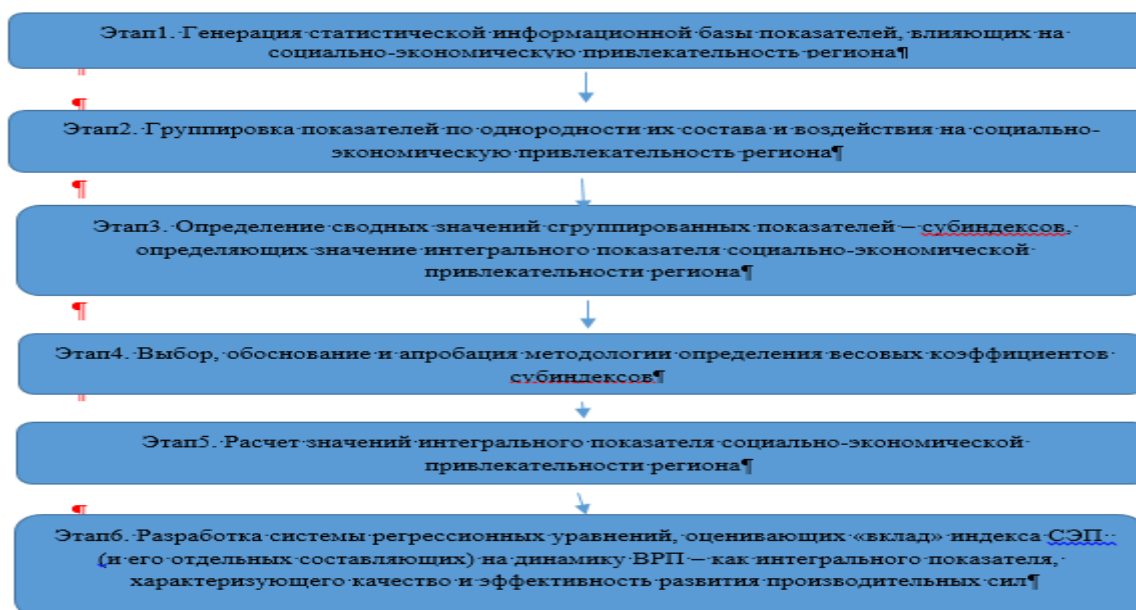 Этап1. Генерация статистической информационной базы показателей, влияющих на
социально-экономическую привлекательность региона¶
¶
Этап2. Группировка показателей по однородности их состава и воздействия на социально-
экономическую привлекательность региона¶
¶
Этап3. Определение сводных значений сгруппированных показателей – субиндексов,
определяющих значение интегрального показателя социально-экономической
привлекательности региона¶
¶
Этап4. Выбор, обоснование и апробация методологии определения весовых коэффициентов
субиндексов¶
Этап5. Расчет значений интегрального показателя социально-экономической
привлекательности региона¶
¶
Этап6. Разработка системы регрессионных уравнений, оценивающих «вклад» индекса СЭП
(и его отдельных составляющих) на динамику ВРП – как интегрального показателя,
характеризующего качество и эффективность развития производительных сил¶